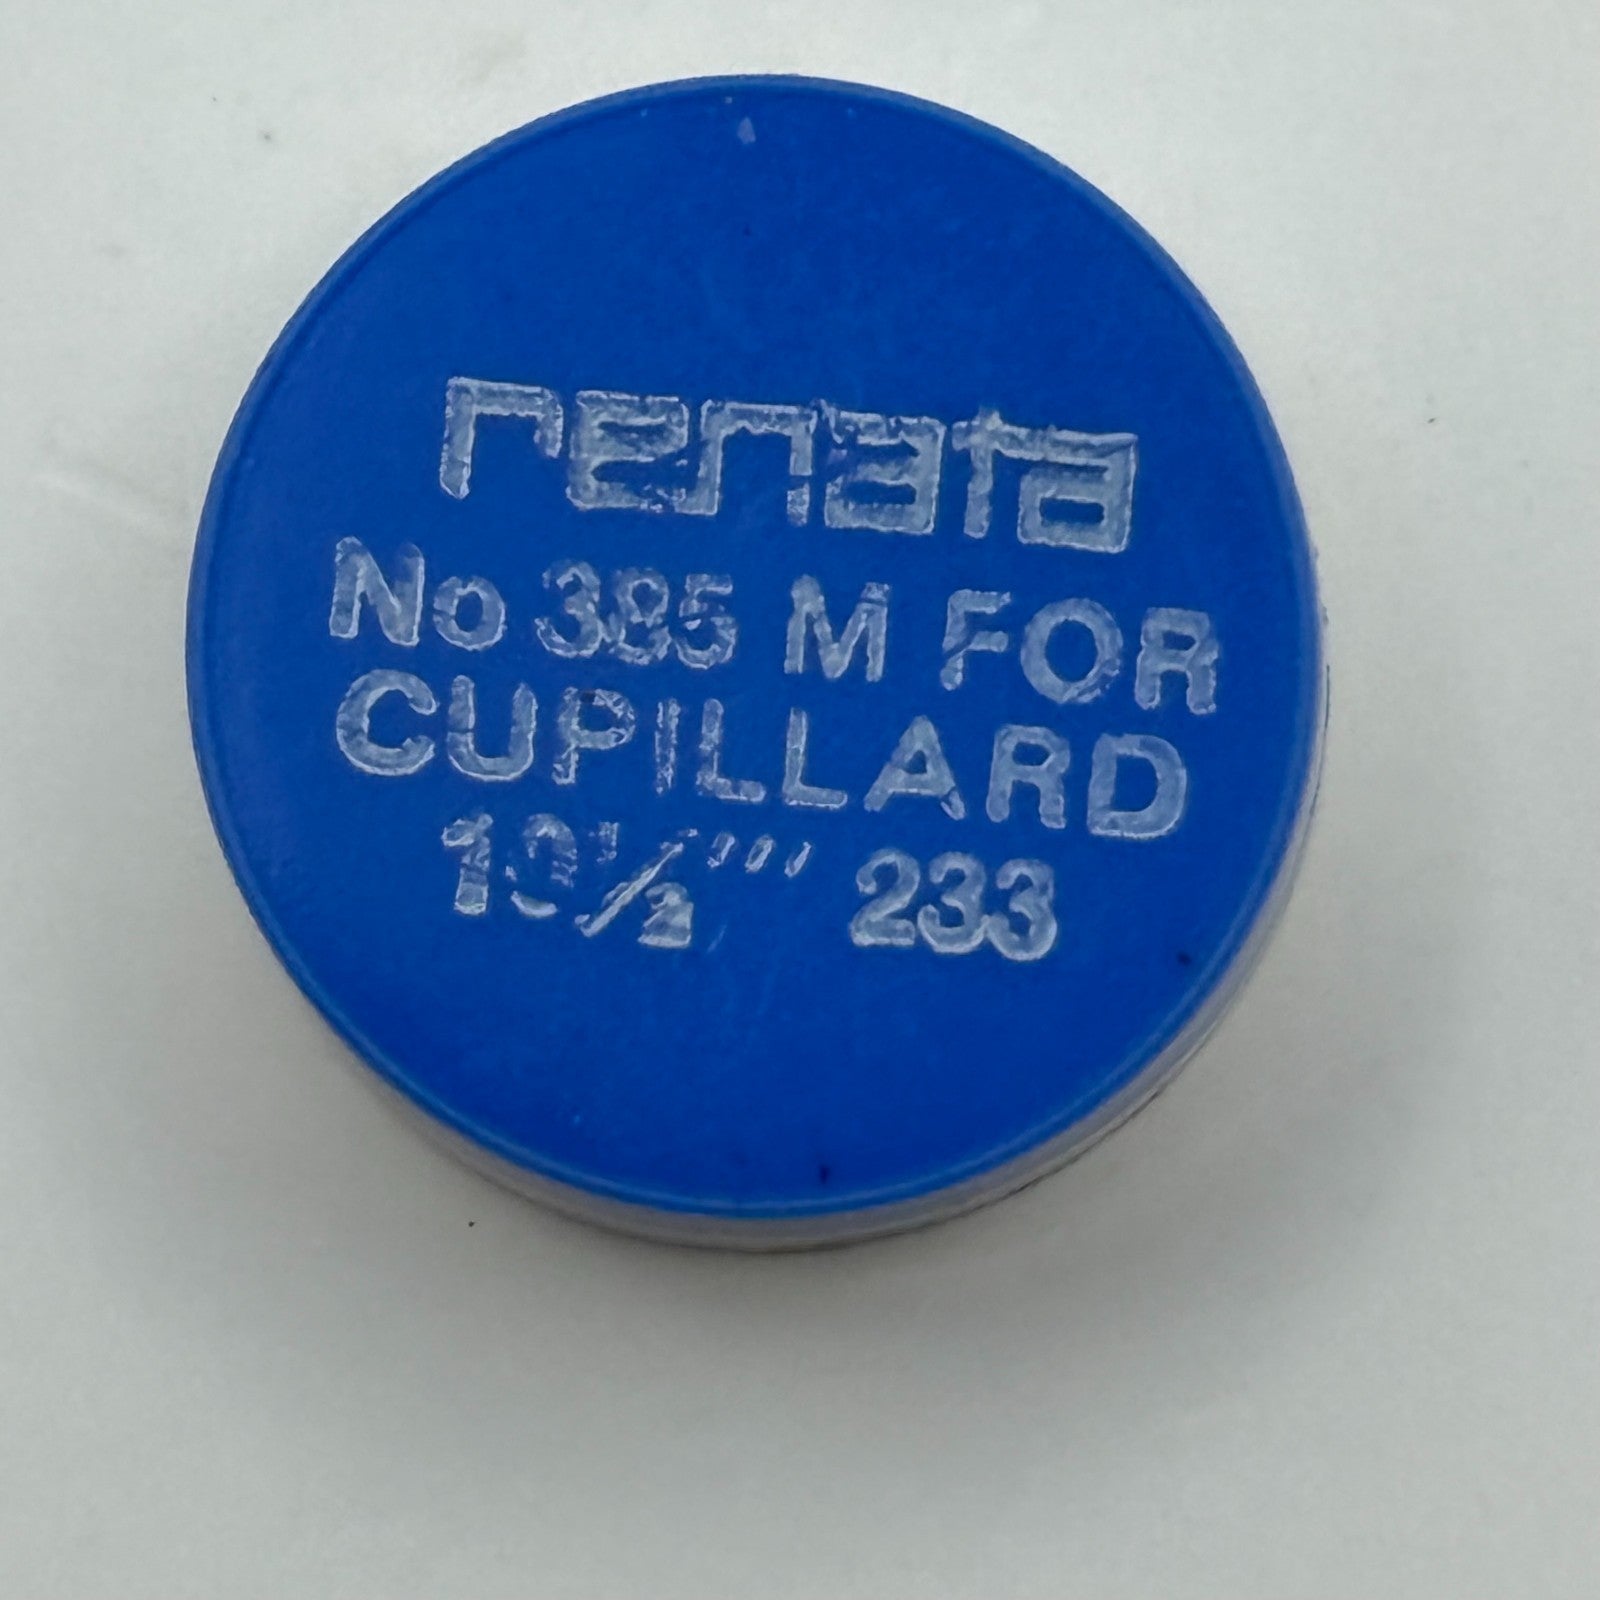 renata
No 385 M FOR
CUPILLARD
10½''' 233